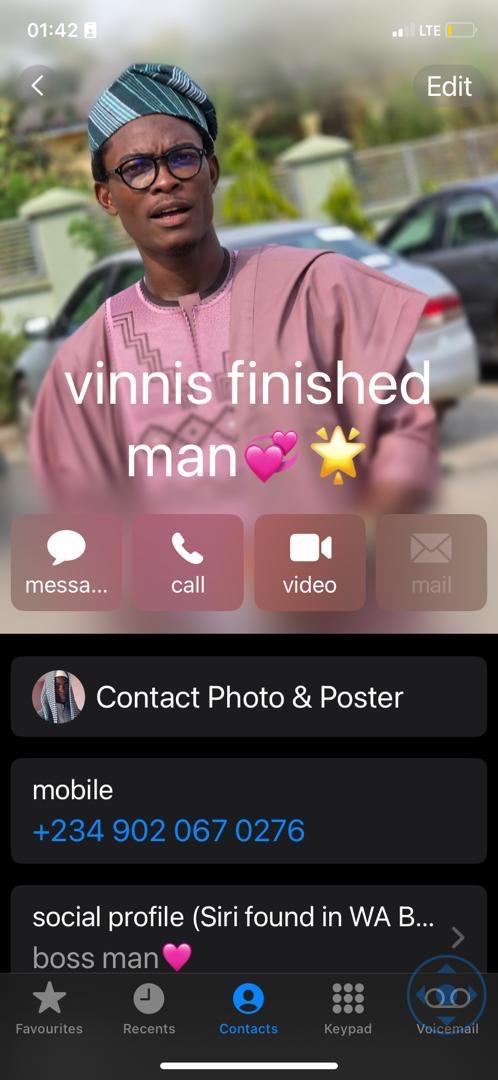 01:42
LTE
Edit
vinnis finished
man💞 🌟
messa...
call
video
mail
Contact Photo & Poster
mobile
+234 902 067 0276
social profile (Siri found in WA B...
boss man🩷
Favourites
Recents
Contacts
Keypad
Voicemail